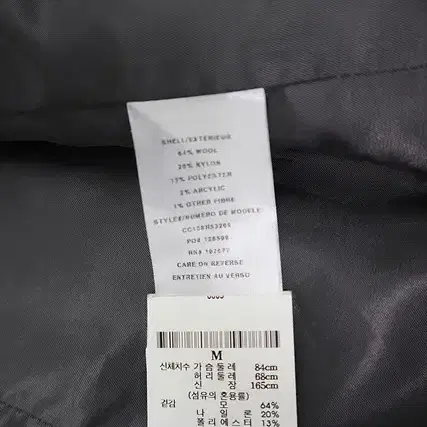 SHELL/EXTERIEUR
64% WOOL
20% NYLON
13% POLYESTER
2% ARCYLIC
1% OTHER FIBRE
STYLE#/NUMERO DE MODELE:
CARE ON REVERSE
ENTRETIEN AU VERSO
M
신체치수 가슴둘레 84cm
허리둘레 68cm
신 장 165cm
(섬유의 혼용률)
겉감 모 64%
나 일 론 20%
폴리에스터 13%